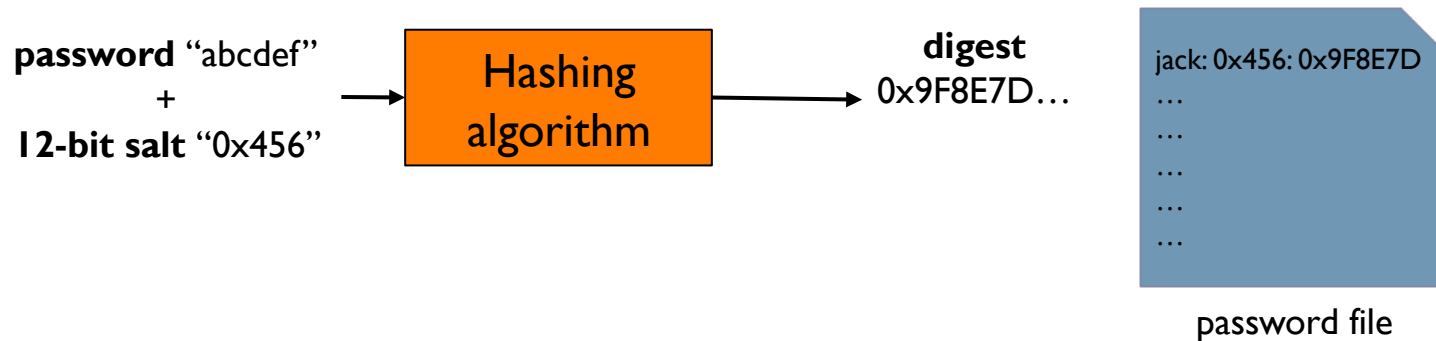 password “abcdef”
+
12-bit salt “0x456”
Hashing
algorithm
digest
0x9F8E7D…
jack: 0x456: 0x9F8E7D
…
…
…
…
…
password file